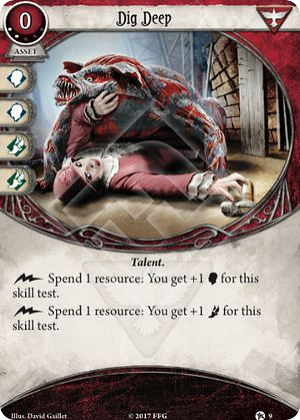 0
Dig Deep
ASSET
Talent.
Spend 1 resource: You get +1 for this
skill test.
Spend 1 resource: You get +1 for this
skill test.
Illus. David Gaillet
© 2017 FFG
9